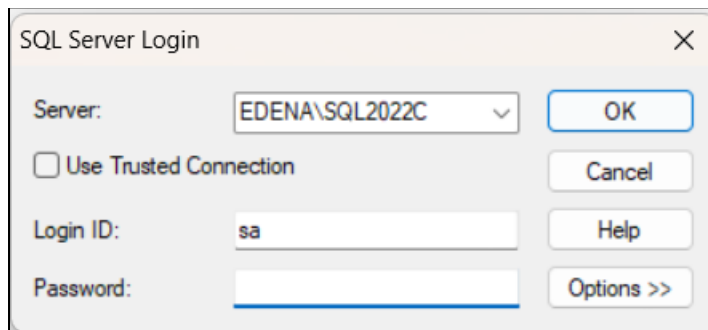 SQL Server Login
Server: EDENA\SQL2022C OK
Use Trusted Connection Cancel
Login ID: sa Help
Password: Options >>